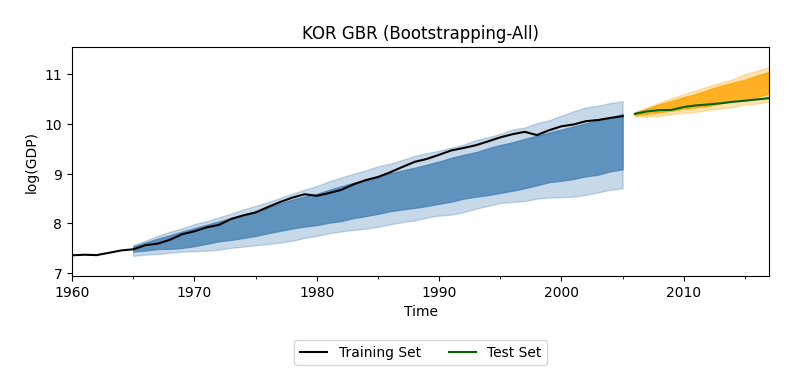 KOR GBR (Bootstrapping-All)
11
10
9
8
7
log(GDP)
1960 1970 1980 1990 2000 2010
Time
Training Set Test Set